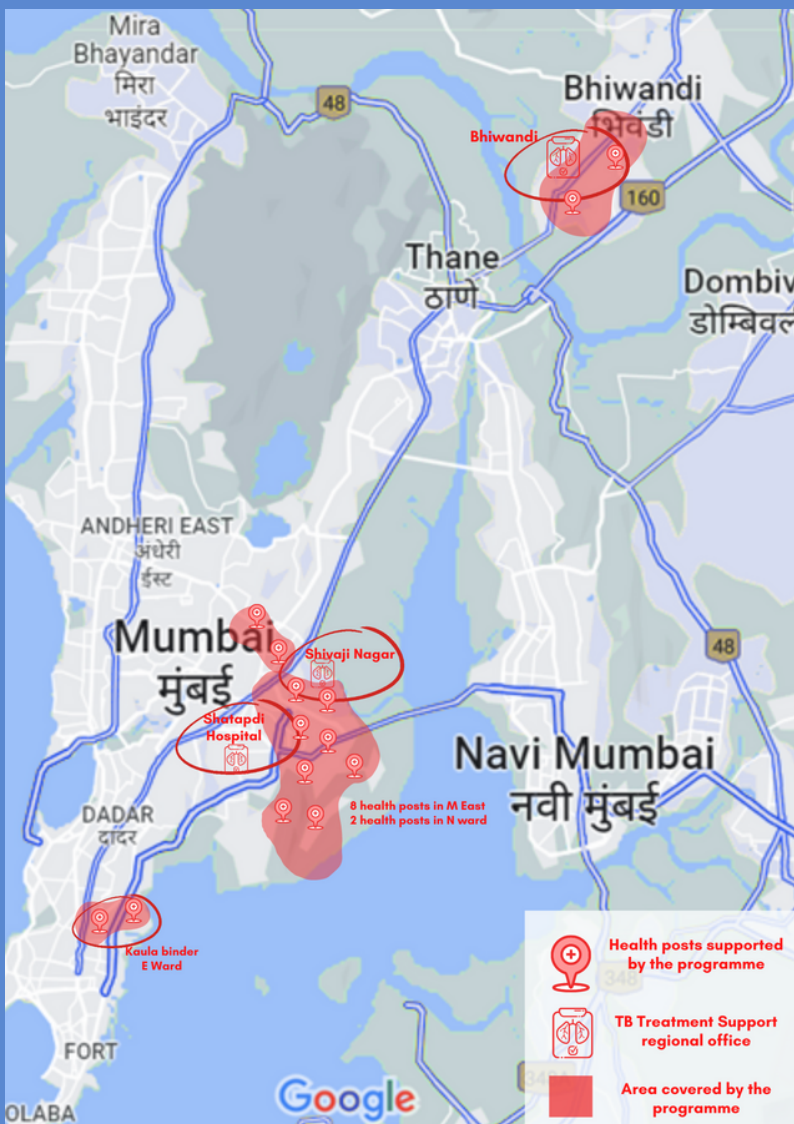 Mira
Bhayandar
मिरा
भाइंदर
48
Bhiwandi
भिवंडी
Bhiwandi
160
Thane
ठाणे
Dombiv
डोम्बिवल
ANDHERI EAST
अंधेरी
ईस्ट
Mumbai
मुंबई
Shivaji Nagar
48
Shatapdi
Hospital
Navi Mumbai
नवी मुंबई
8 health posts in M East
2 health posts in N ward
DADAR
दादर
Kaula binder
E Ward
FORT
OLABA
Google
Health posts supported
by the programme
348
TB Treatment Support
regional office
348A
Area covered by the
programme